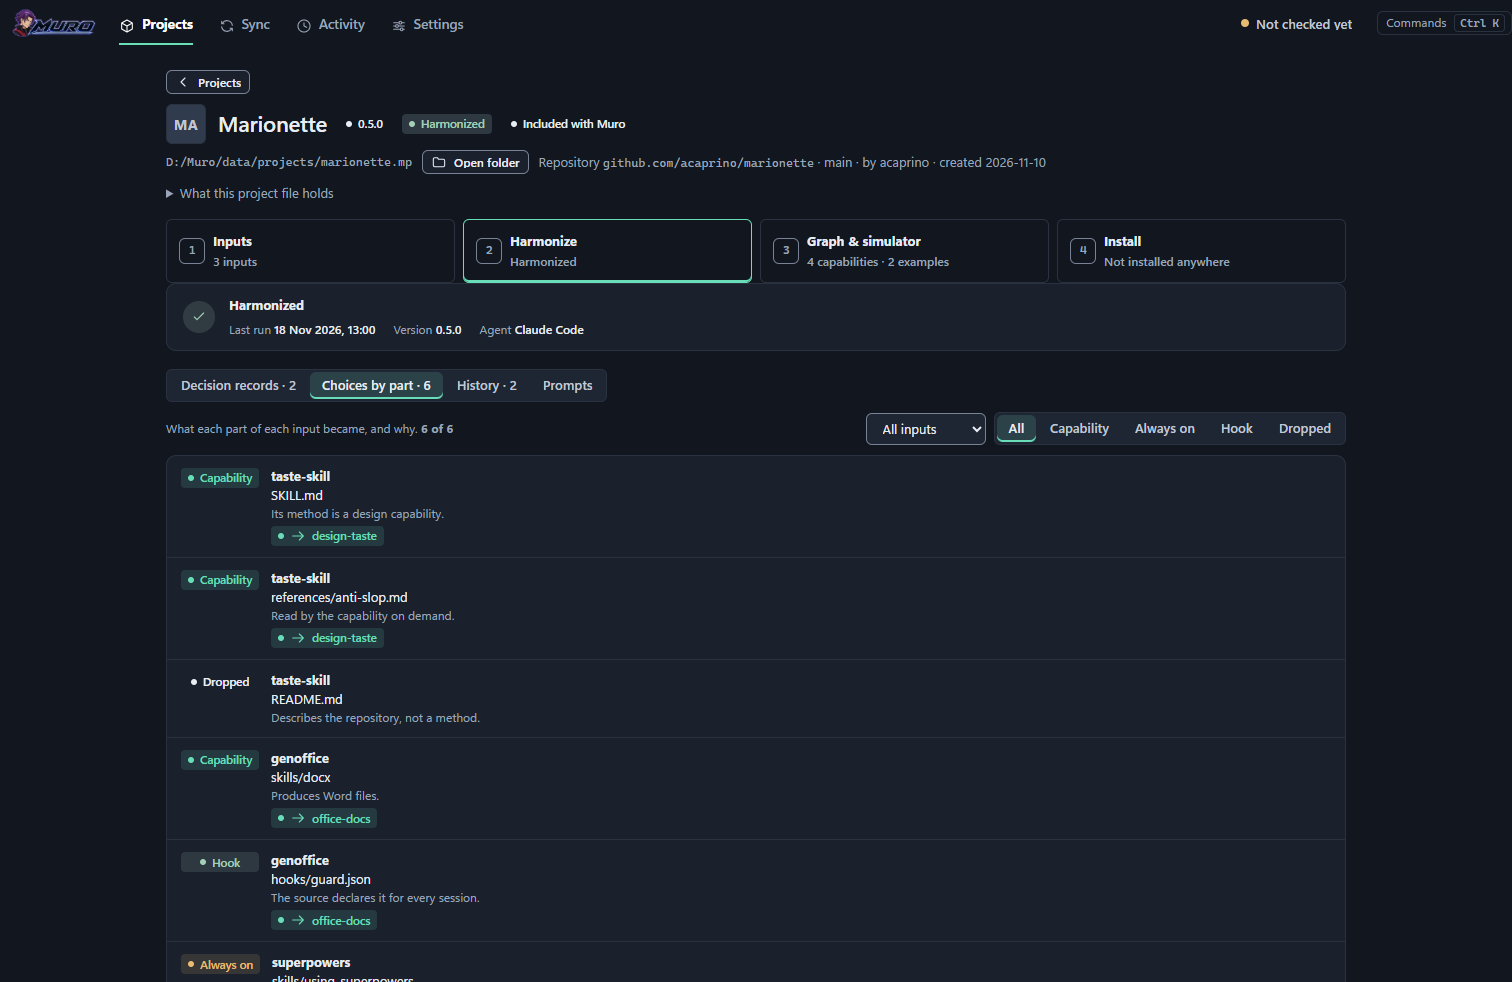 MURO
Projects
Sync
Activity
Settings
Not checked yet
Commands Ctrl K
Projects
MA
Marionette
0.5.0
Harmonized
Included with Muro
D:/Muro/data/projects/marionette.mp
Open folder
Repository github.com/acaprino/marionette · main · by acaprino · created 2026-11-10
What this project file holds
1
Inputs
3 inputs
2
Harmonize
Harmonized
3
Graph & simulator
4 capabilities · 2 examples
4
Install
Not installed anywhere
Harmonized
Last run 18 Nov 2026, 13:00 Version 0.5.0 Agent Claude Code
Decision records · 2
Choices by part · 6
History · 2
Prompts
What each part of each input became, and why. 6 of 6
All inputs
All
Capability
Always on
Hook
Dropped
Capability
taste-skill
SKILL.md
Its method is a design capability.
→ design-taste
Capability
taste-skill
references/anti-slop.md
Read by the capability on demand.
→ design-taste
Dropped
taste-skill
README.md
Describes the repository, not a method.
Capability
genoffice
skills/docx
Produces Word files.
→ office-docs
Hook
genoffice
hooks/guard.json
The source declares it for every session.
→ office-docs
Always on
superpowers
skills/using-superpowers